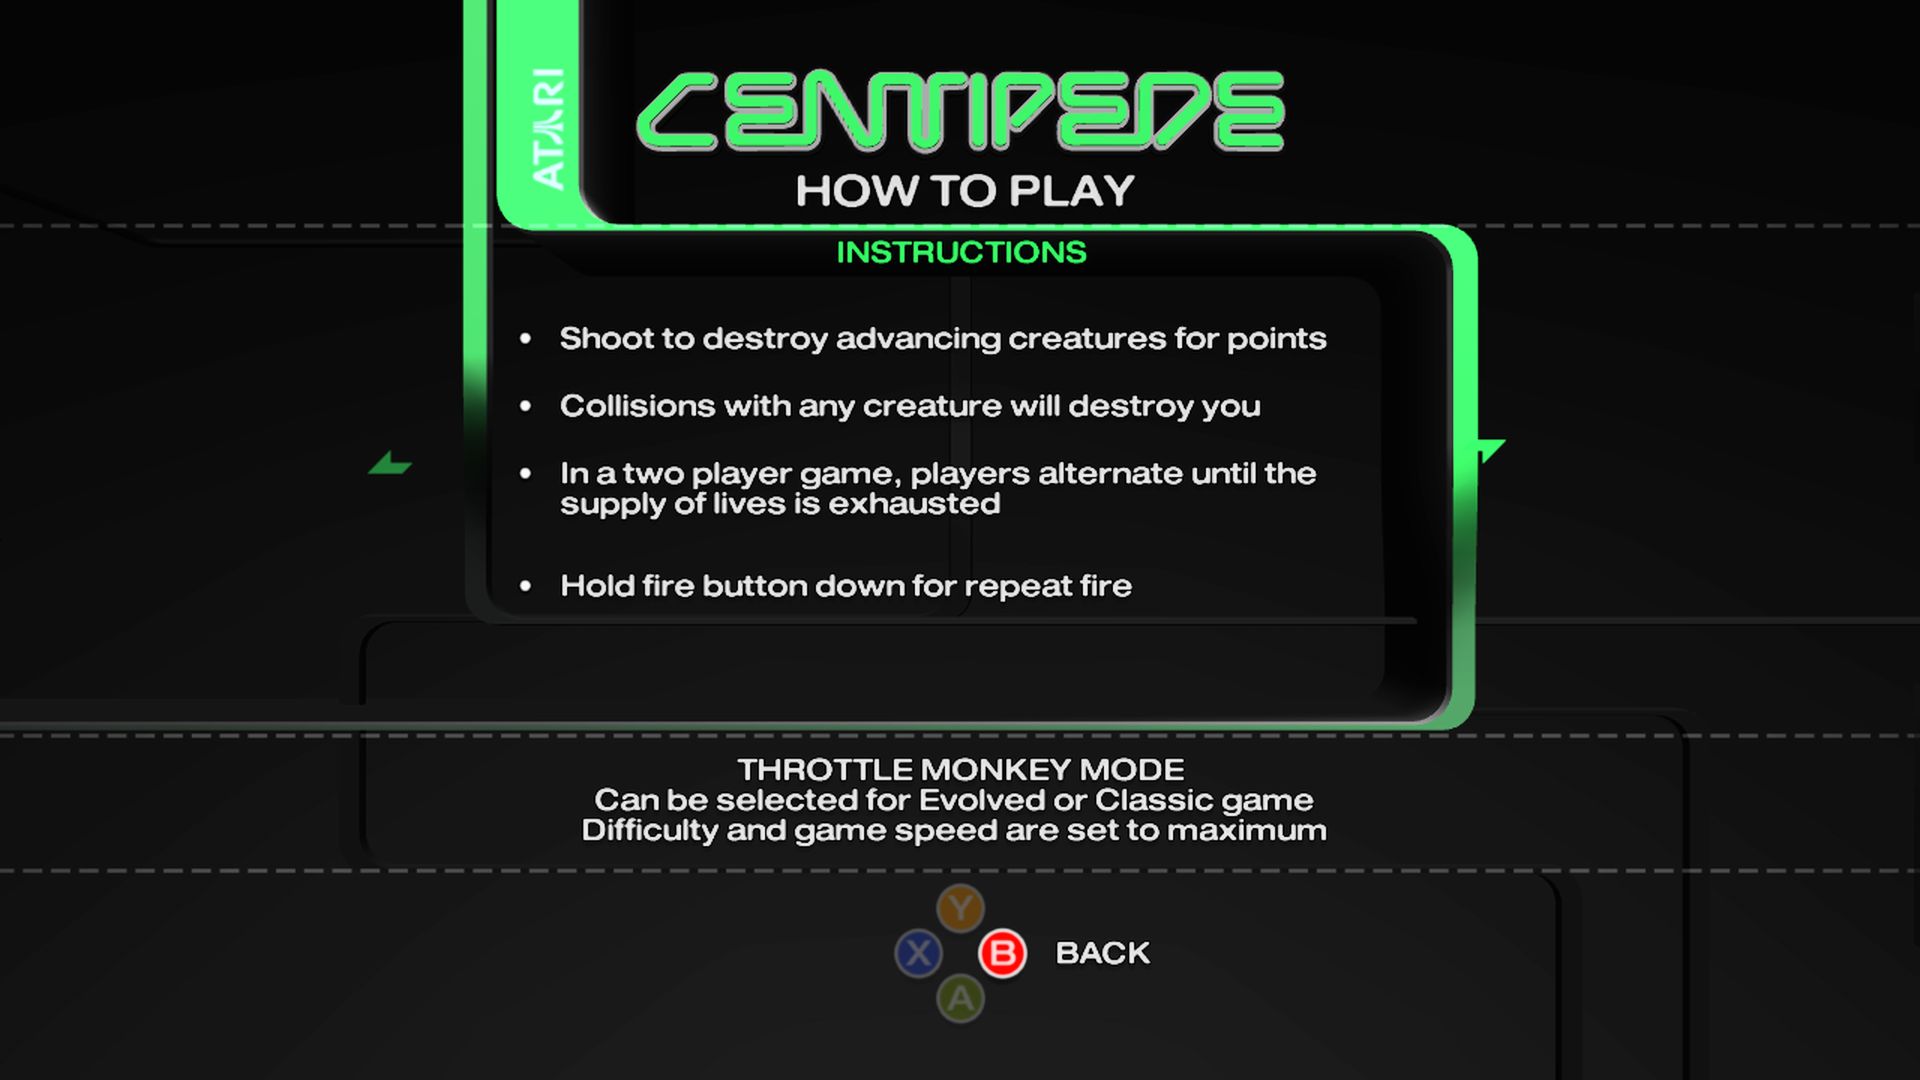 ATARI
CENTIPEDE
HOW TO PLAY
INSTRUCTIONS
• Shoot to destroy advancing creatures for points
• Collisions with any creature will destroy you
• In a two player game, players alternate until the
supply of lives is exhausted
• Hold fire button down for repeat fire
THROTTLE MONKEY MODE
Can be selected for Evolved or Classic game
Difficulty and game speed are set to maximum
Y
X B BACK
A